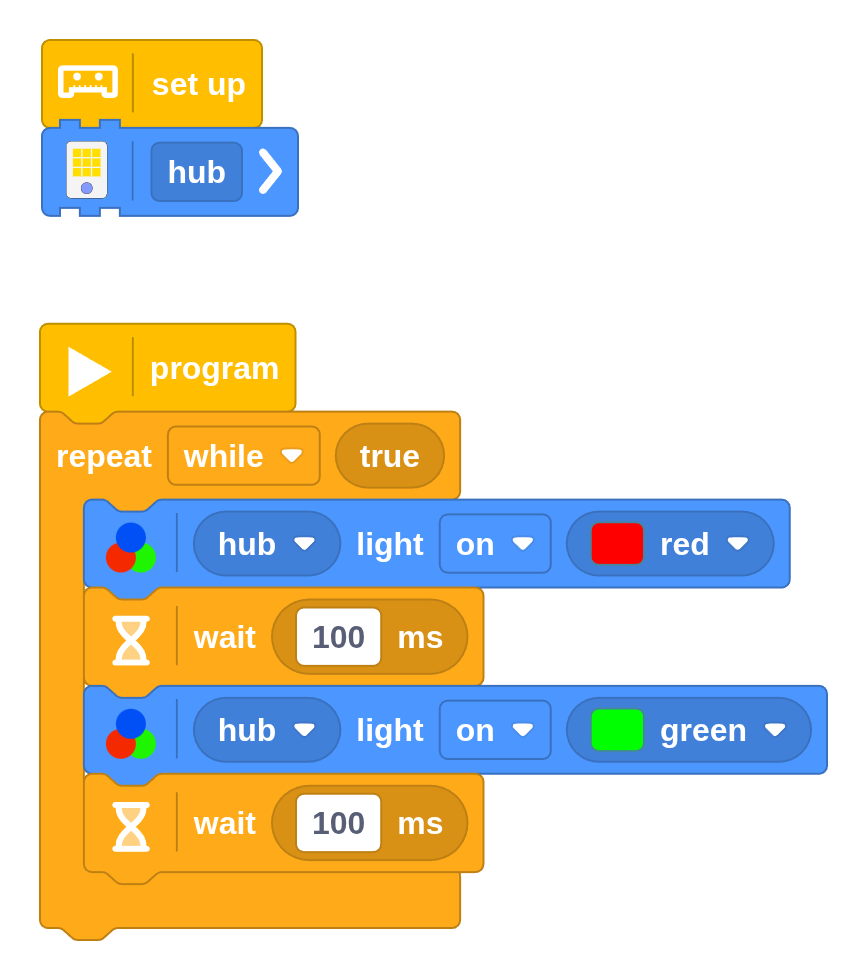 set up
hub
program
repeat while true
hub light on red
wait 100 ms
hub light on green
wait 100 ms